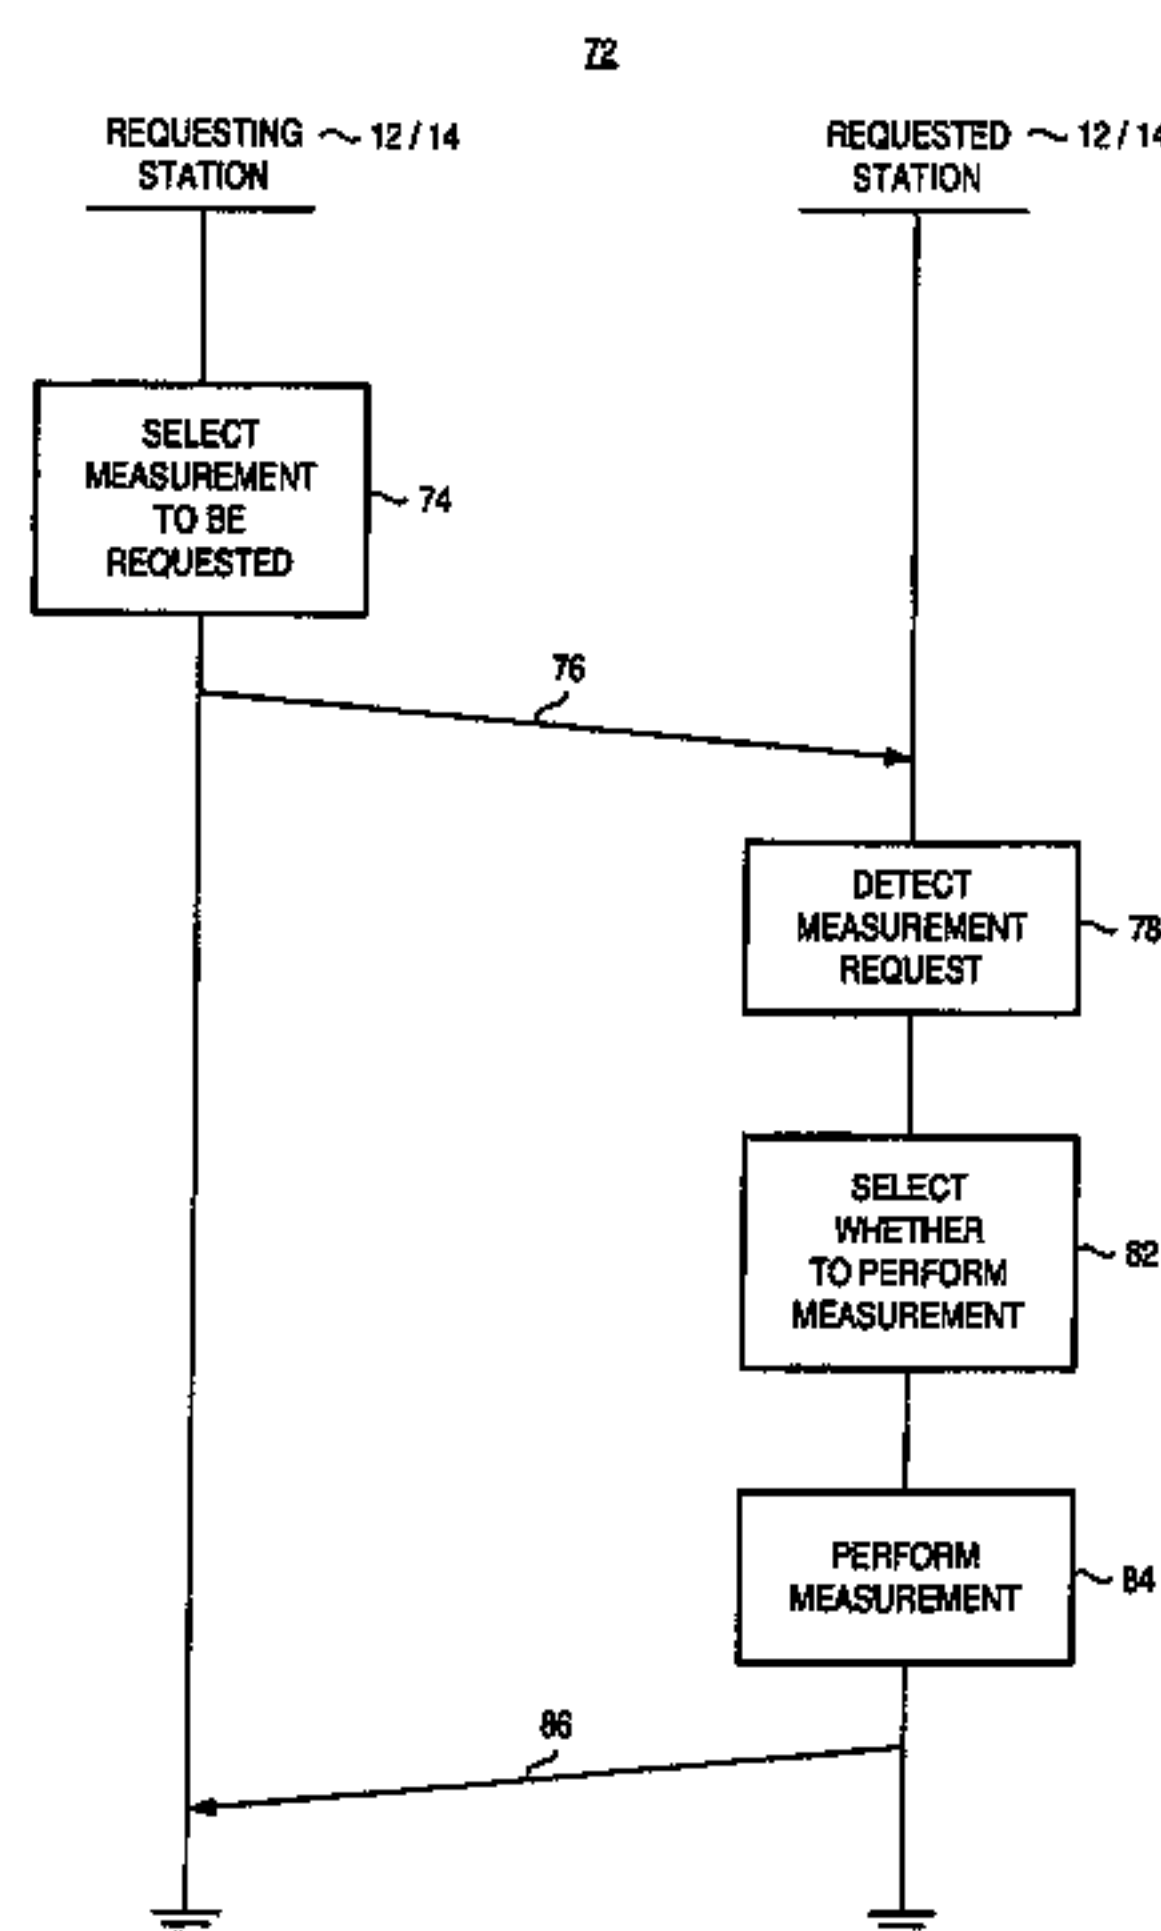 72
REQUESTING 12/14
STATION
REQUESTED 12/14
STATION
SELECT
MEASUREMENT
TO BE
REQUESTED
74
76
DETECT
MEASUREMENT
REQUEST
78
SELECT
WHETHER
TO PERFORM
MEASUREMENT
82
PERFORM
MEASUREMENT
84
86